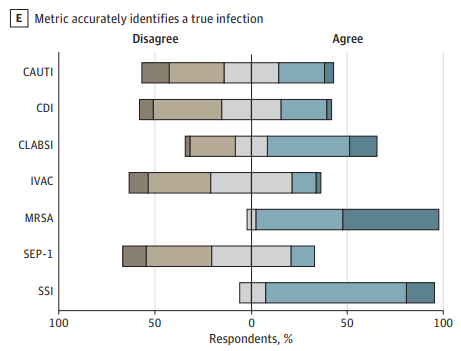 E Metric accurately identifies a true infection
Disagree Agree
CAUTI
CDI
CLABSI
IVAC
MRSA
SEP-1
SSI
100 50 0 50 100
Respondents, %